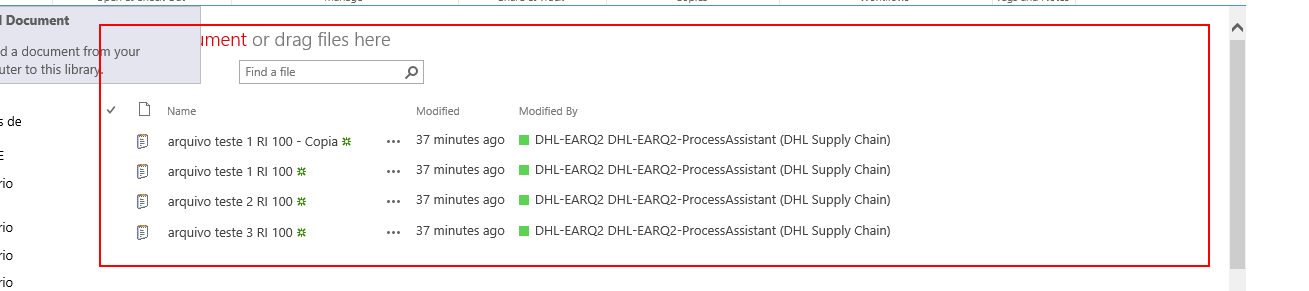 Manage
l Document
d a document from your
uter to this library.
ument or drag files here
Find a file
Name Modified Modified By
s de
arquivo teste 1 RI 100 - Copia ... 37 minutes ago DHL-EARQ2 DHL-EARQ2-ProcessAssistant (DHL Supply Chain)
E
arquivo teste 1 RI 100 ... 37 minutes ago DHL-EARQ2 DHL-EARQ2-ProcessAssistant (DHL Supply Chain)
rio
arquivo teste 2 RI 100 ... 37 minutes ago DHL-EARQ2 DHL-EARQ2-ProcessAssistant (DHL Supply Chain)
rio
arquivo teste 3 RI 100 ... 37 minutes ago DHL-EARQ2 DHL-EARQ2-ProcessAssistant (DHL Supply Chain)
rio
rio